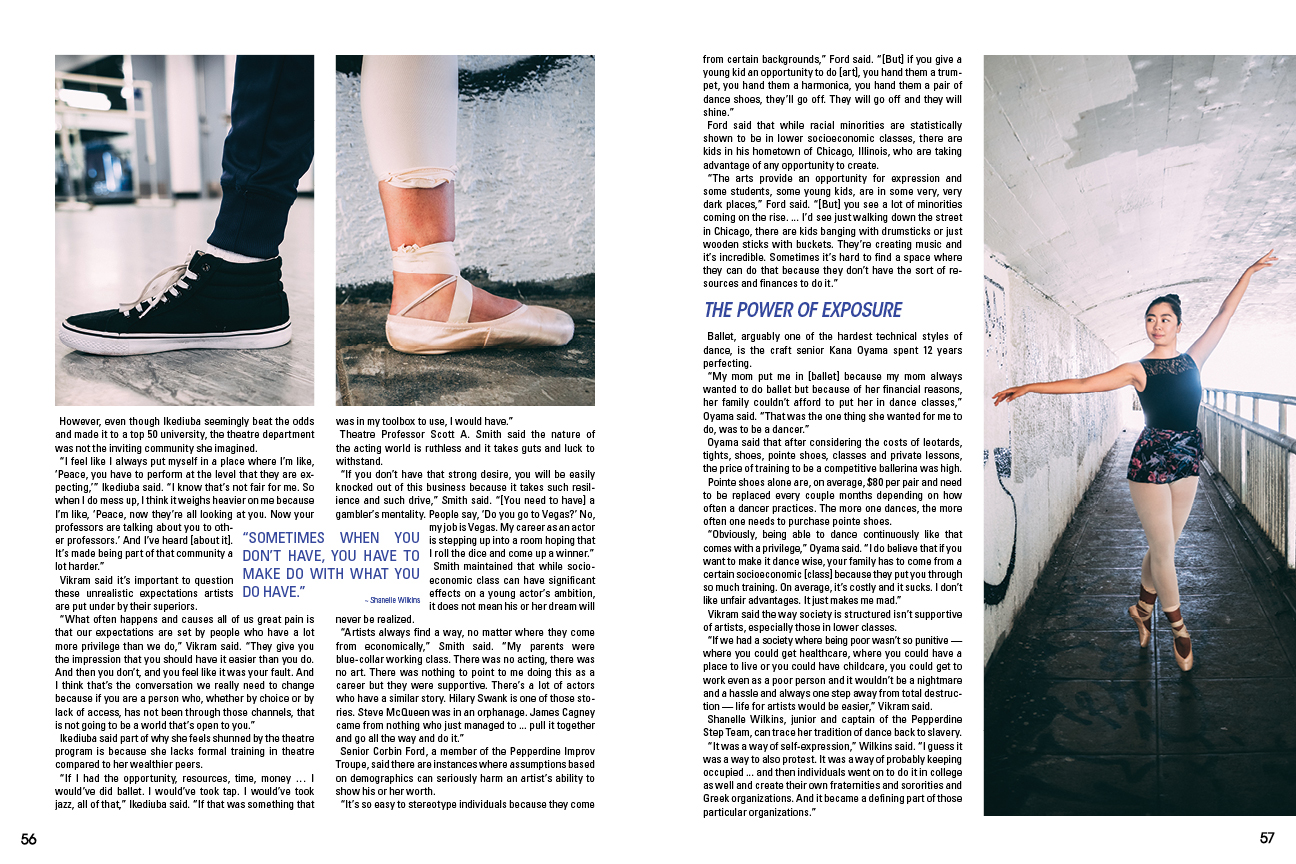 However, even though Ikediuba seemingly beat the odds
and made it to a top 50 university, the theatre department
was not the inviting community she imagined.
“I feel like I always put myself in a place where I’m like,
‘Peace, you have to perform at the level that they are ex-
pecting,’” Ikediuba said. “I know that’s not fair for me. So
when I do mess up, I think it weighs heavier on me because
I’m like, ‘Peace, now they’re all looking at you. Now your
professors are talking about you to oth-
er professors.’ And I’ve heard [about it].
It’s made being part of that community a
lot harder.”
Vikram said it’s important to question
these unrealistic expectations artists
are put under by their superiors.
“What often happens and causes all of us great pain is
that our expectations are set by people who have a lot
more privilege than we do,” Vikram said. “They give you
the impression that you should have it easier than you do.
And then you don’t, and you feel like it was your fault. And
I think that’s the conversation we really need to change
because if you are a person who, whether by choice or by
lack of access, has not been through those channels, that
is not going to be a world that’s open to you.”
Ikediuba said part of why she feels shunned by the theatre
program is because she lacks formal training in theatre
compared to her wealthier peers.
“If I had the opportunity, resources, time, money … I
would’ve did ballet. I would’ve took tap. I would’ve took
jazz, all of that,” Ikediuba said. “If that was something that
“SOMETIMES WHEN YOU
DON’T HAVE, YOU HAVE TO
MAKE DO WITH WHAT YOU
DO HAVE.”
~ Shanelle Wilkins
was in my toolbox to use, I would have.”
Theatre Professor Scott A. Smith said the nature of
the acting world is ruthless and it takes guts and luck to
withstand.
“If you don’t have that strong desire, you will be easily
knocked out of this business because it takes such resil-
ience and such drive,” Smith said. “[You need to have] a
gambler’s mentality. People say, ‘Do you go to Vegas?’ No,
my job is Vegas. My career as an actor
is stepping up into a room hoping that
I roll the dice and come up a winner.”
Smith maintained that while socio-
economic class can have significant
effects on a young actor’s ambition,
it does not mean his or her dream will
never be realized.
“Artists always find a way, no matter where they come
from economically,” Smith said. “My parents were
blue-collar working class. There was no acting, there was
no art. There was nothing to point to me doing this as a
career but they were supportive. There’s a lot of actors
who have a similar story. Hilary Swank is one of those sto-
ries. Steve McQueen was in an orphanage. James Cagney
came from nothing who just managed to ... pull it together
and go all the way and do it.”
Senior Corbin Ford, a member of the Pepperdine Improv
Troupe, said there are instances where assumptions based
on demographics can seriously harm an artist’s ability to
show his or her worth.
“It’s so easy to stereotype individuals because they come
56
from certain backgrounds,” Ford said. “[But] if you give a
young kid an opportunity to do [art], you hand them a trum-
pet, you hand them a harmonica, you hand them a pair of
dance shoes, they’ll go off. They will go off and they will
shine.”
Ford said that while racial minorities are statistically
shown to be in lower socioeconomic classes, there are
kids in his hometown of Chicago, Illinois, who are taking
advantage of any opportunity to create.
“The arts provide an opportunity for expression and
some students, some young kids, are in some very, very
dark places,” Ford said. “[But] you see a lot of minorities
coming on the rise. ... I’d see just walking down the street
in Chicago, there are kids banging with drumsticks or just
wooden sticks with buckets. They’re creating music and
it’s incredible. Sometimes it’s hard to find a space where
they can do that because they don’t have the sort of re-
sources and finances to do it.”
THE POWER OF EXPOSURE
Ballet, arguably one of the hardest technical styles of
dance, is the craft senior Kana Oyama spent 12 years
perfecting.
“My mom put me in [ballet] because my mom always
wanted to do ballet but because of her financial reasons,
her family couldn’t afford to put her in dance classes,”
Oyama said. “That was the one thing she wanted for me to
do, was to be a dancer.”
Oyama said that after considering the costs of leotards,
tights, shoes, pointe shoes, classes and private lessons,
the price of training to be a competitive ballerina was high.
Pointe shoes alone are, on average, $80 per pair and need
to be replaced every couple months depending on how
often a dancer practices. The more one dances, the more
often one needs to purchase pointe shoes.
“Obviously, being able to dance continuously like that
comes with a privilege,” Oyama said. “I do believe that if you
want to make it dance wise, your family has to come from a
certain socioeconomic [class] because they put you through
so much training. On average, it’s costly and it sucks. I don’t
like unfair advantages. It just makes me mad.”
Vikram said the way society is structured isn’t supportive
of artists, especially those in lower classes.
“If we had a society where being poor wasn’t so punitive —
where you could get healthcare, where you could have a
place to live or you could have childcare, you could get to
work even as a poor person and it wouldn’t be a nightmare
and a hassle and always one step away from total destruc-
tion — life for artists would be easier,” Vikram said.
Shanelle Wilkins, junior and captain of the Pepperdine
Step Team, can trace her tradition of dance back to slavery.
“It was a way of self-expression,” Wilkins said. “I guess it
was a way to also protest. It was a way of probably keeping
occupied ... and then individuals went on to do it in college
as well and create their own fraternities and sororities and
Greek organizations. And it became a defining part of those
particular organizations.”
57